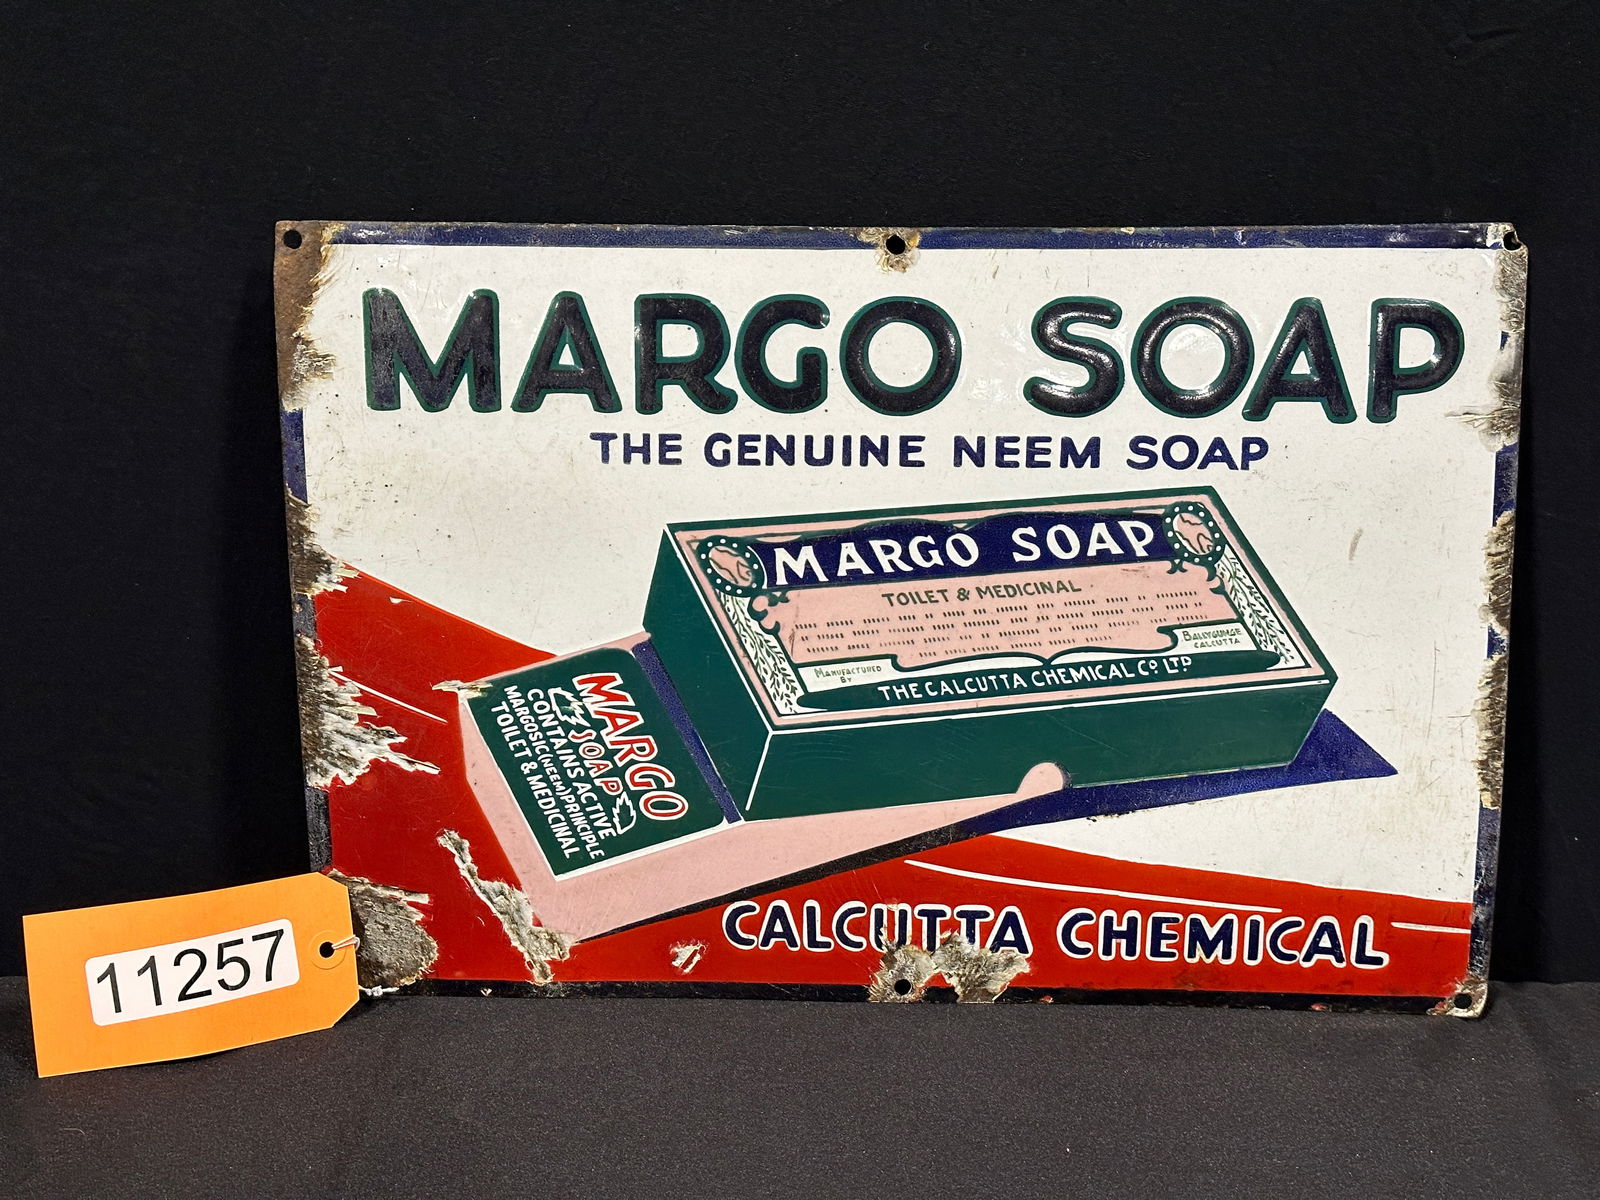 MARGO SOAP
THE GENUINE NEEM SOAP
MARGO SOAP
TOILET & MEDICINAL
MANUFACTURED
BY
BALLYGUNGE
CALCUTTA
THE CALCUTTA CHEMICAL CO LTD
MARGO
SOAP
CONTAINS ACTIVE
MARGOSIC (NEEM) PRINCIPLE
TOILET & MEDICINAL
CALCUTTA CHEMICAL
11257